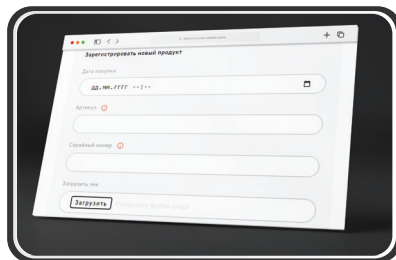 Зарегистрировать новый продукт
Дата покупки
ДД.ММ.ГГГГ --:--
Артикул
Серийный номер
Загрузить чек
Загрузить